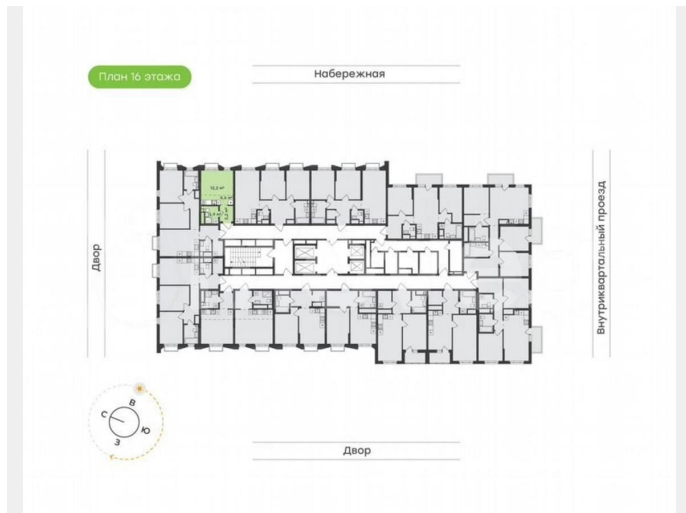 Набережная
План 16 этажа
Двор
Внутриквартальный проезд
В
С
Ю
З
Двор